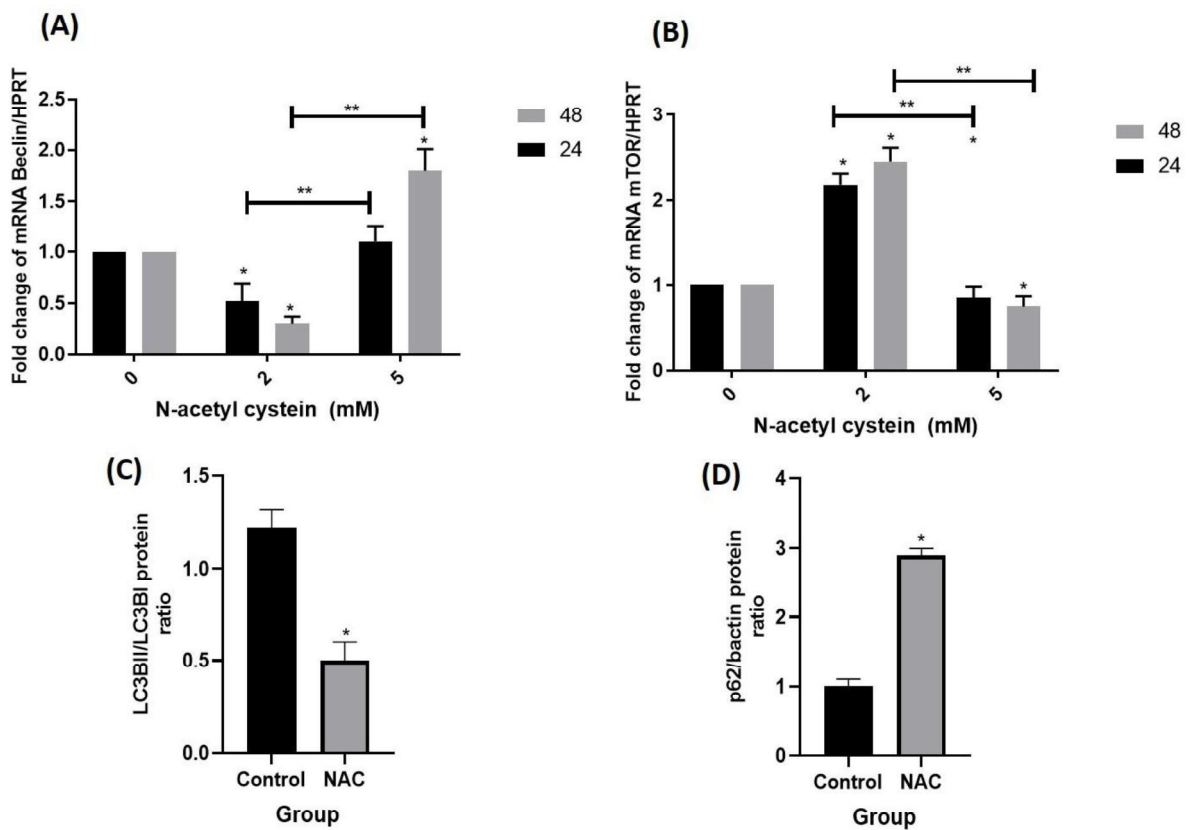 (A)
Fold change of mRNA Beclin/HPRT
2.5
2.0
1.5
1.0
0.5
0.0
**
**
*
*
*
0
2
5
N-acetyl cystein (mM)
48
24
(B)
Fold change of mRNA mTOR/HPRT
3
2
1
0
**
**
*
*
*
*
0
2
5
N-acetyl cystein (mM)
48
24
(C)
LC3BII/LC3BI protein
ratio
1.5
1.0
0.5
0.0
*
Control
NAC
Group
(D)
p62/bactin protein
ratio
4
3
2
1
0
*
Control
NAC
Group